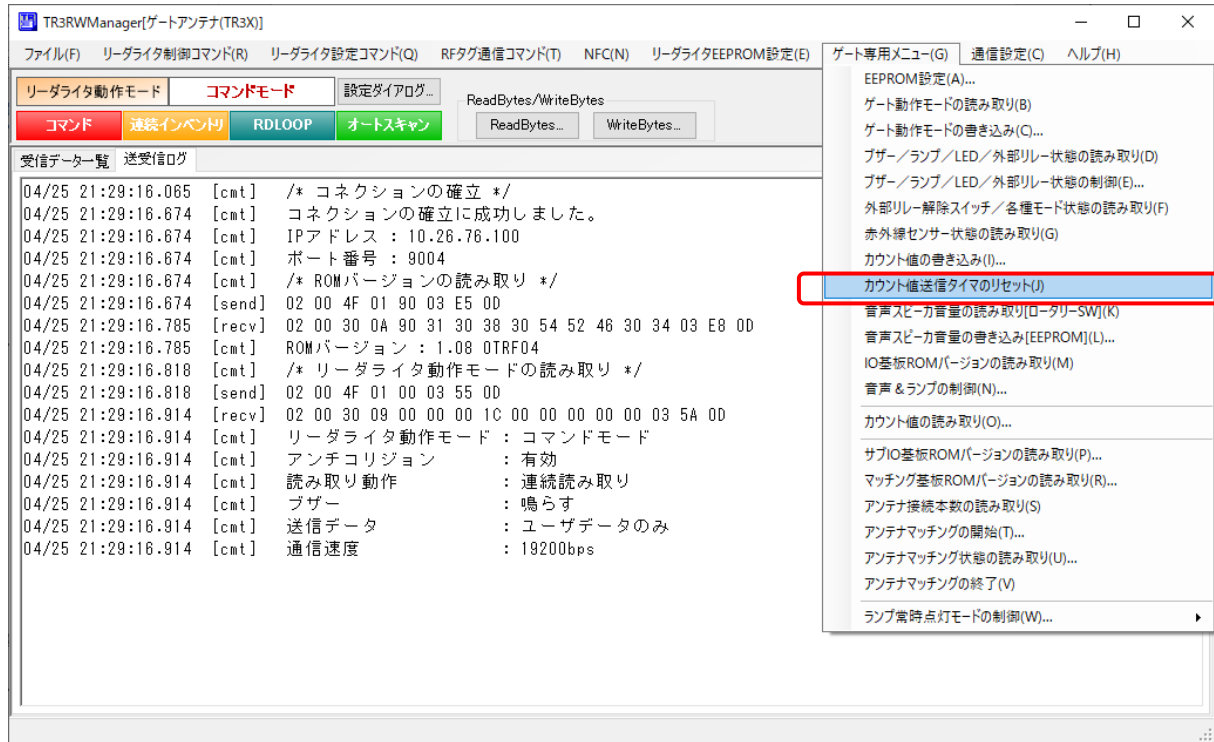 TR3RWManager[ゲートアンテナ(TR3X)]
ファイル(F) リーダライタ制御コマンド(R) リーダライタ設定コマンド(Q) RFタグ通信コマンド(T) NFC(N) リーダライタEEPROM設定(E) ゲート専用メニュー(G) 通信設定(C) ヘルプ(H)
リーダライタ動作モード コマンドモード 設定ダイアログ...
コマンド 連続インベントリ RDLOOP オートスキャン
ReadBytes/WriteBytes
ReadBytes... WriteBytes...
受信データ一覧 送受信ログ
04/25 21:29:16.065 [cmt] /* コネクションの確立 */
04/25 21:29:16.674 [cmt] コネクションの確立に成功しました。
04/25 21:29:16.674 [cmt] IPアドレス : 10.26.76.100
04/25 21:29:16.674 [cmt] ポート番号 : 9004
04/25 21:29:16.674 [cmt] /* ROMバージョンの読み取り */
04/25 21:29:16.674 [send] 02 00 4F 01 90 03 E5 0D
04/25 21:29:16.785 [recv] 02 00 30 0A 90 31 30 38 30 54 52 46 30 34 03 E8 0D
04/25 21:29:16.785 [cmt] ROMバージョン : 1.08 0TRF04
04/25 21:29:16.818 [cmt] /* リーダライタ動作モードの読み取り */
04/25 21:29:16.818 [send] 02 00 4F 01 00 03 55 0D
04/25 21:29:16.914 [recv] 02 00 30 09 00 00 00 1C 00 00 00 00 00 03 5A 0D
04/25 21:29:16.914 [cmt] リーダライタ動作モード : コマンドモード
04/25 21:29:16.914 [cmt] アンチコリジョン : 有効
04/25 21:29:16.914 [cmt] 読み取り動作 : 連続読み取り
04/25 21:29:16.914 [cmt] ブザー : 鳴らす
04/25 21:29:16.914 [cmt] 送信データ : ユーザデータのみ
04/25 21:29:16.914 [cmt] 通信速度 : 19200bps
EEPROM設定(A)...
ゲート動作モードの読み取り(B)
ゲート動作モードの書き込み(C)...
ブザー／ランプ／LED／外部リレー状態の読み取り(D)
ブザー／ランプ／LED／外部リレー状態の制御(E)...
外部リレー解除スイッチ／各種モード状態の読み取り(F)
赤外線センサー状態の読み取り(G)
カウント値の書き込み(I)...
カウント値送信タイマのリセット(J)
音声スピーカ音量の読み取り[ロータリーSW](K)
音声スピーカ音量の書き込み[EEPROM](L)...
IO基板ROMバージョンの読み取り(M)
音声＆ランプの制御(N)...
カウント値の読み取り(O)...
サブIO基板ROMバージョンの読み取り(P)...
マッチング基板ROMバージョンの読み取り(R)...
アンテナ接続本数の読み取り(S)
アンテナマッチングの開始(T)...
アンテナマッチング状態の読み取り(U)...
アンテナマッチングの終了(V)
ランプ常時点灯モードの制御(W)...